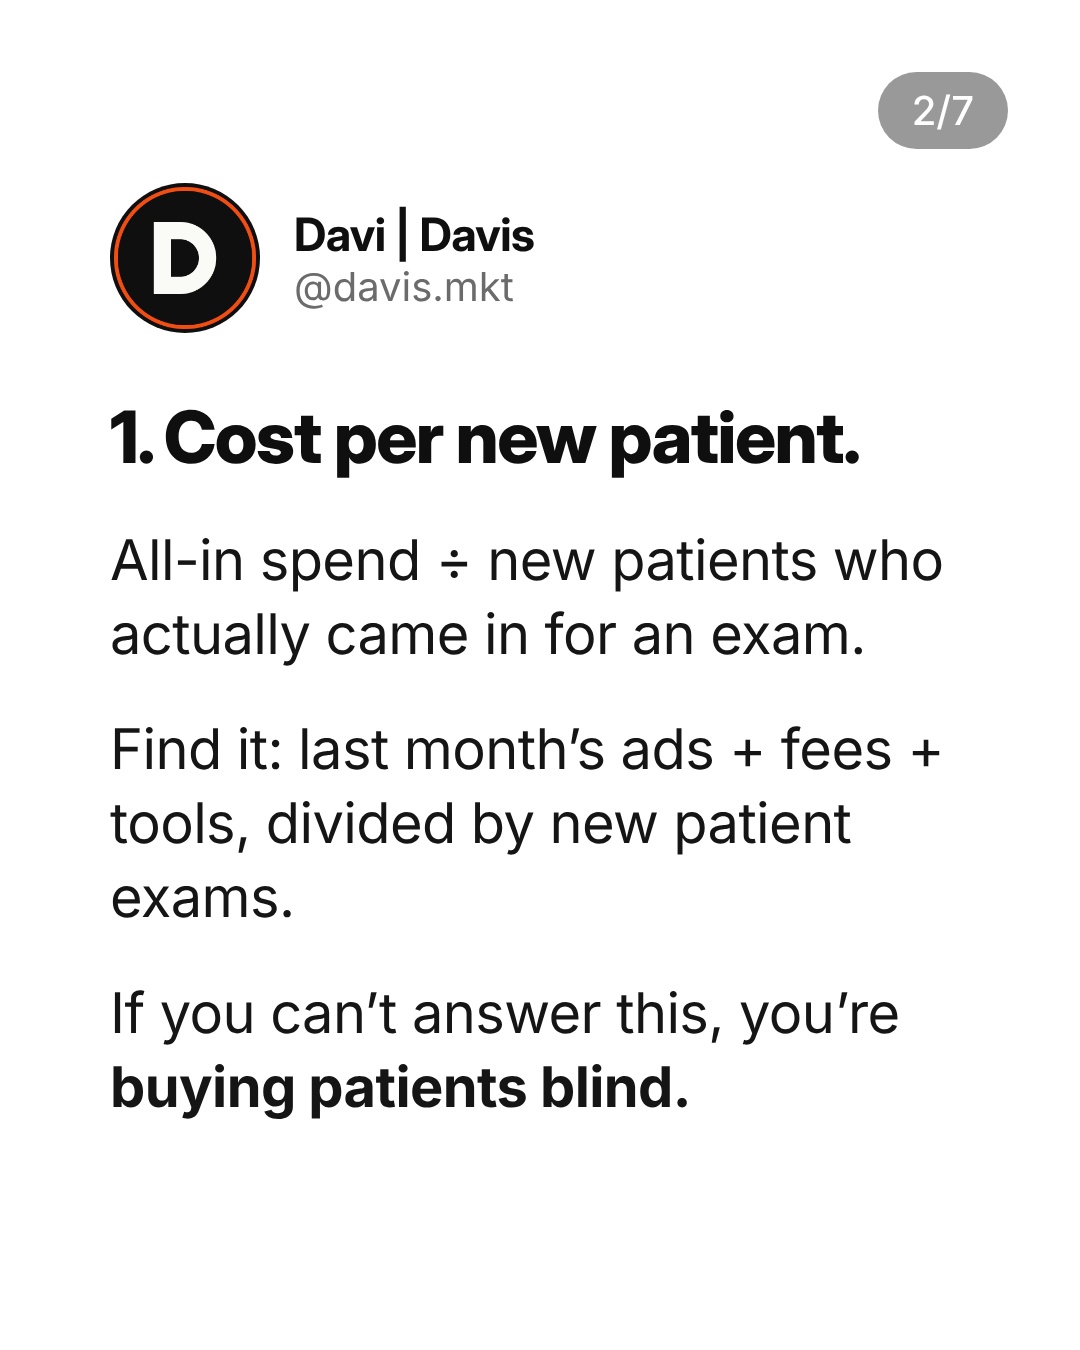 2/7
D
Davi | Davis
@davis.mkt
1. Cost per new patient.
All-in spend ÷ new patients who
actually came in for an exam.
Find it: last month’s ads + fees +
tools, divided by new patient
exams.
If you can’t answer this, you’re
buying patients blind.